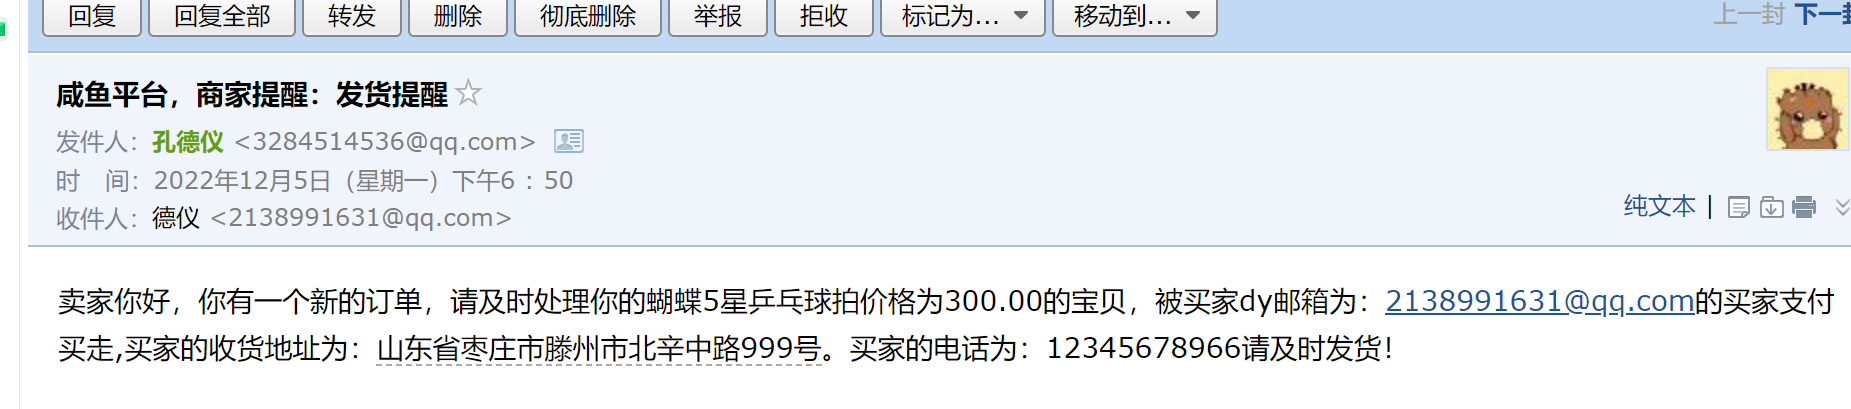 回复 回复全部 转发 删除 彻底删除 举报 拒收 标记为... 移动到... 上一封 下一封
咸鱼平台，商家提醒：发货提醒
发件人：孔德仪 <3284514536@qq.com>
时 间：2022年12月5日（星期一）下午6：50
收件人：德仪 <2138991631@qq.com>
纯文本 |
卖家你好，你有一个新的订单，请及时处理你的蝴蝶5星乒乓球拍价格为300.00的宝贝，被买家dy邮箱为：2138991631@qq.com的买家支付
买走,买家的收货地址为：山东省枣庄市滕州市北辛中路999号。买家的电话为：12345678966请及时发货！